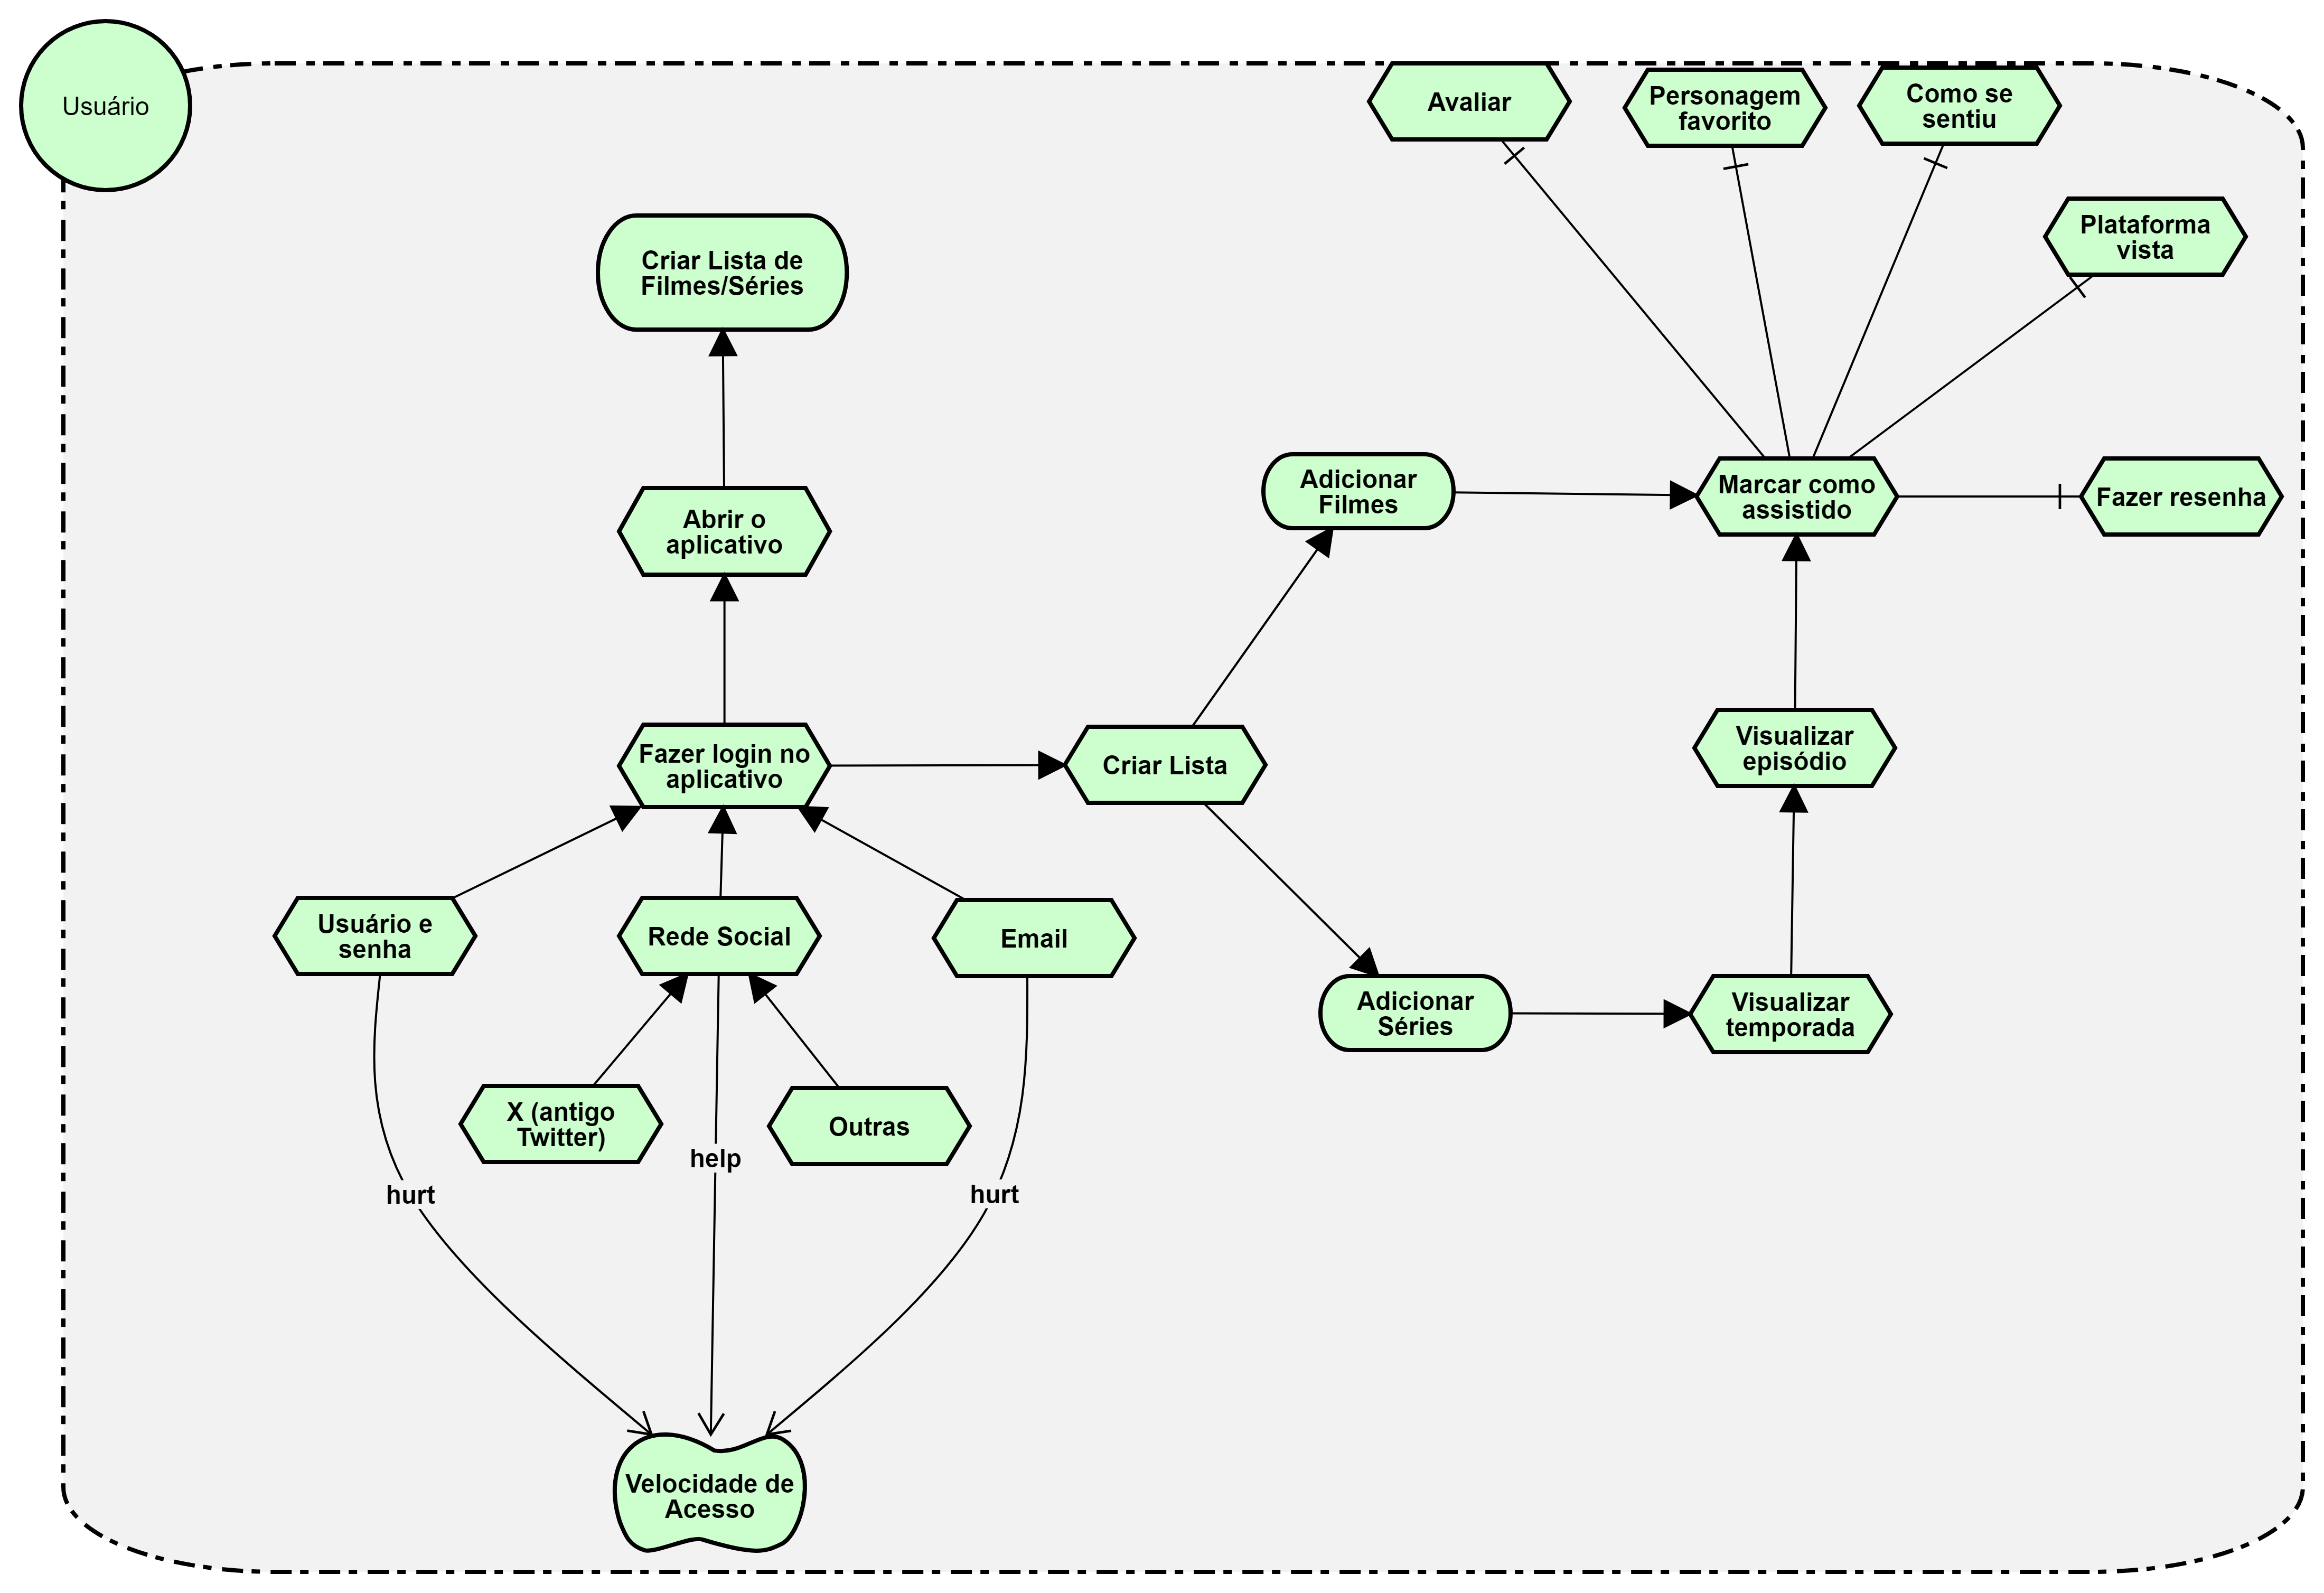 Usuário
Avaliar
Personagem
favorito
Como se
sentiu
Plataforma
vista
Criar Lista de
Filmes/Séries
Adicionar
Filmes
Marcar como
assistido
Fazer resenha
Abrir o
aplicativo
Fazer login no
aplicativo
Criar Lista
Visualizar
episódio
Usuário e
senha
Rede Social
Email
Adicionar
Séries
Visualizar
temporada
X (antigo
Twitter)
Outras
help
hurt
hurt
Velocidade de
Acesso